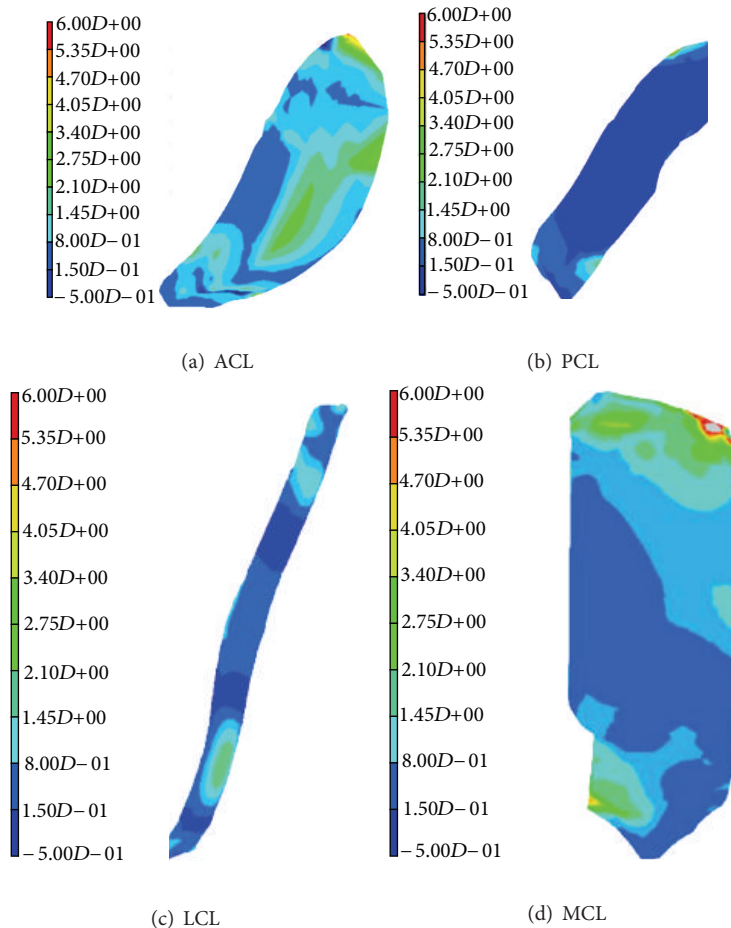 6.00D+00
5.35D+00
4.70D+00
4.05D+00
3.40D+00
2.75D+00
2.10D+00
1.45D+00
8.00D−01
1.50D−01
−5.00D−01
(a) ACL
6.00D+00
5.35D+00
4.70D+00
4.05D+00
3.40D+00
2.75D+00
2.10D+00
1.45D+00
8.00D−01
1.50D−01
−5.00D−01
(b) PCL
6.00D+00
5.35D+00
4.70D+00
4.05D+00
3.40D+00
2.75D+00
2.10D+00
1.45D+00
8.00D−01
1.50D−01
−5.00D−01
(c) LCL
6.00D+00
5.35D+00
4.70D+00
4.05D+00
3.40D+00
2.75D+00
2.10D+00
1.45D+00
8.00D−01
1.50D−01
−5.00D−01
(d) MCL